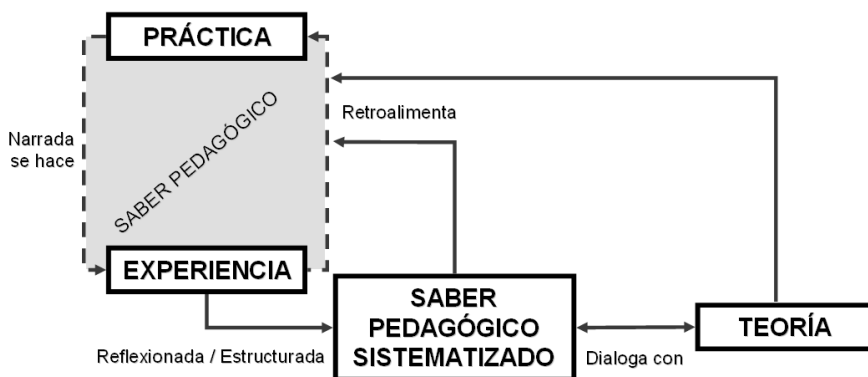 PRÁCTICA
SABER PEDAGÓGICO
Retroalimenta
Narrada
se hace
EXPERIENCIA
SABER
PEDAGÓGICO
SISTEMATIZADO
TEORÍA
Reflexionada / Estructurada
Dialoga con